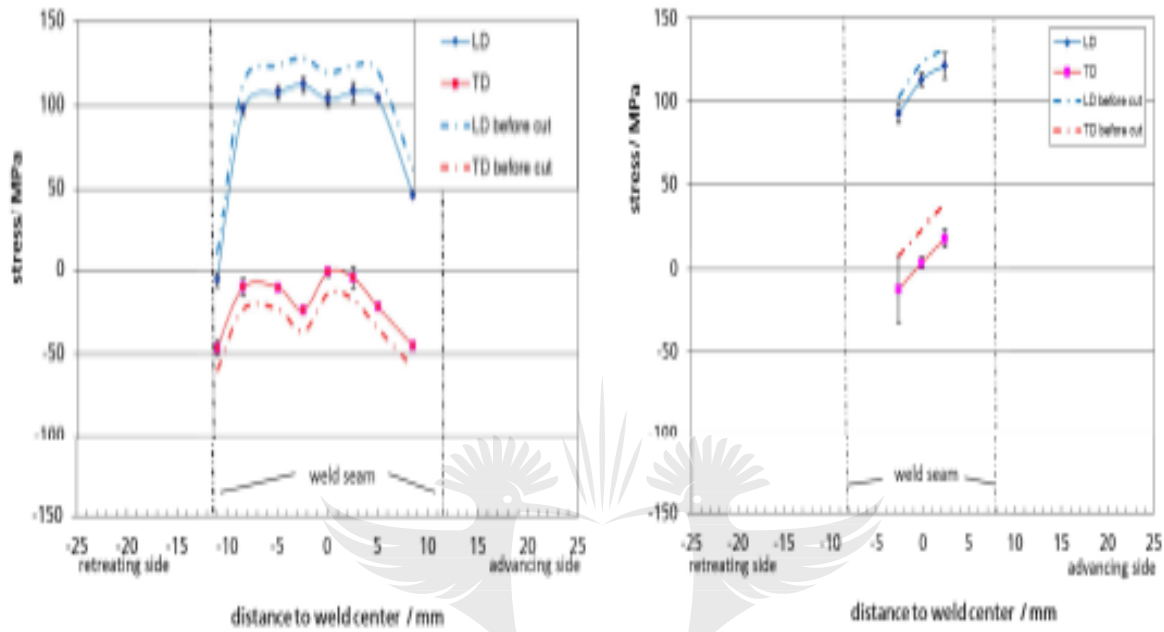 150
100
50
0
-50
-100
-150
stress/ MPa
LD
TD
LD before cut
TD before cut
weld seam
-25 -20 -15 -10 -5 0 5 10 15 20 25
retreating side advancing side
distance to weld center / mm
150
100
50
0
-50
-100
-150
stress/ MPa
LD
TD
LD before cut
TD before cut
weld seam
-25 -20 -15 -10 -5 0 5 10 15 20 25
retreating side advancing side
distance to weld center / mm